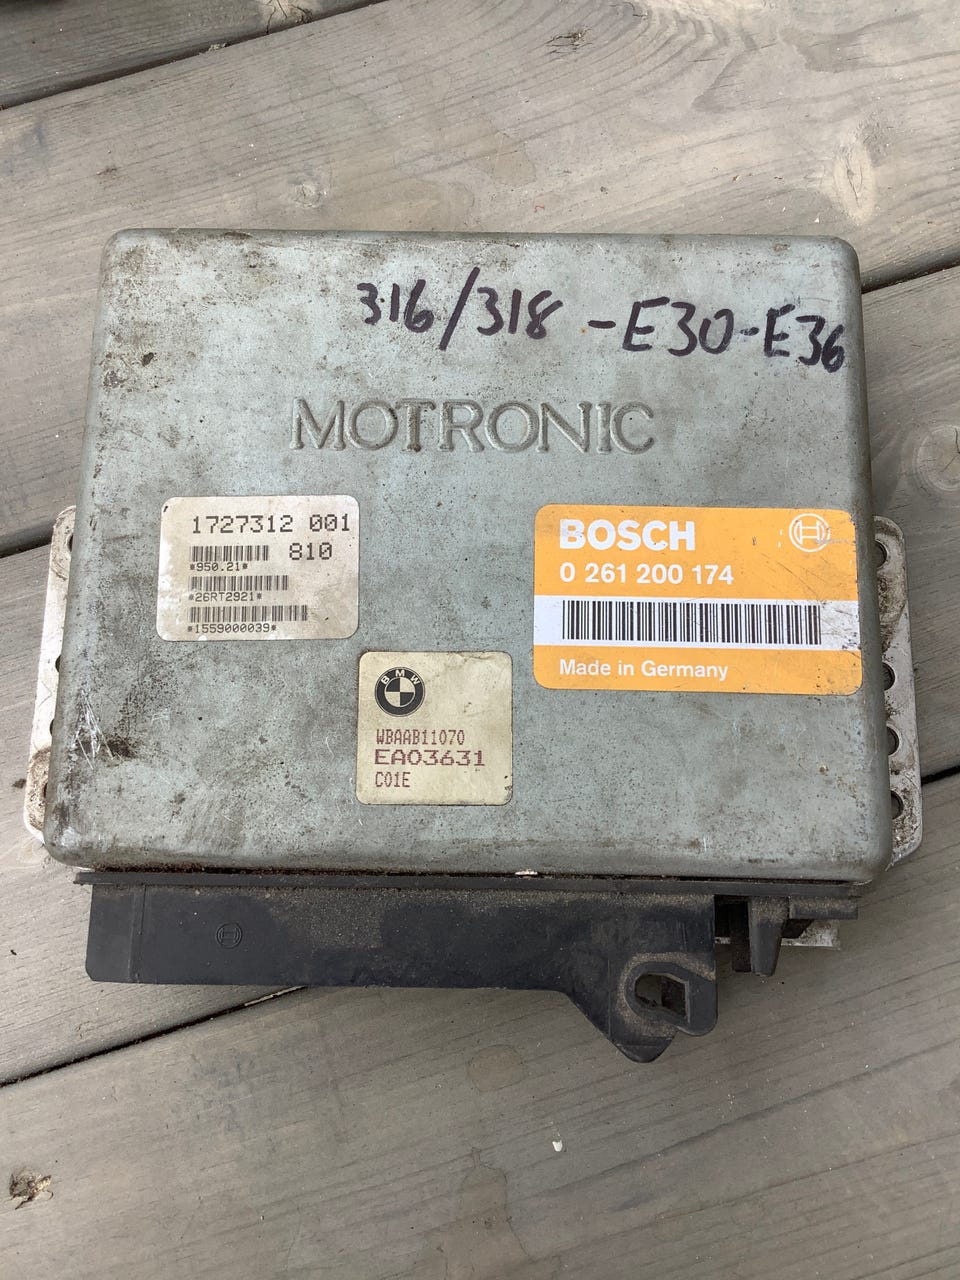 316/318 -E30-E36
MOTRONIC
1727312 001
810
*950.21*
*26RT2921*
*1559000039*
BOSCH
0 261 200 174
Made in Germany
BMW
WBAAB11070
EA03631
C01E